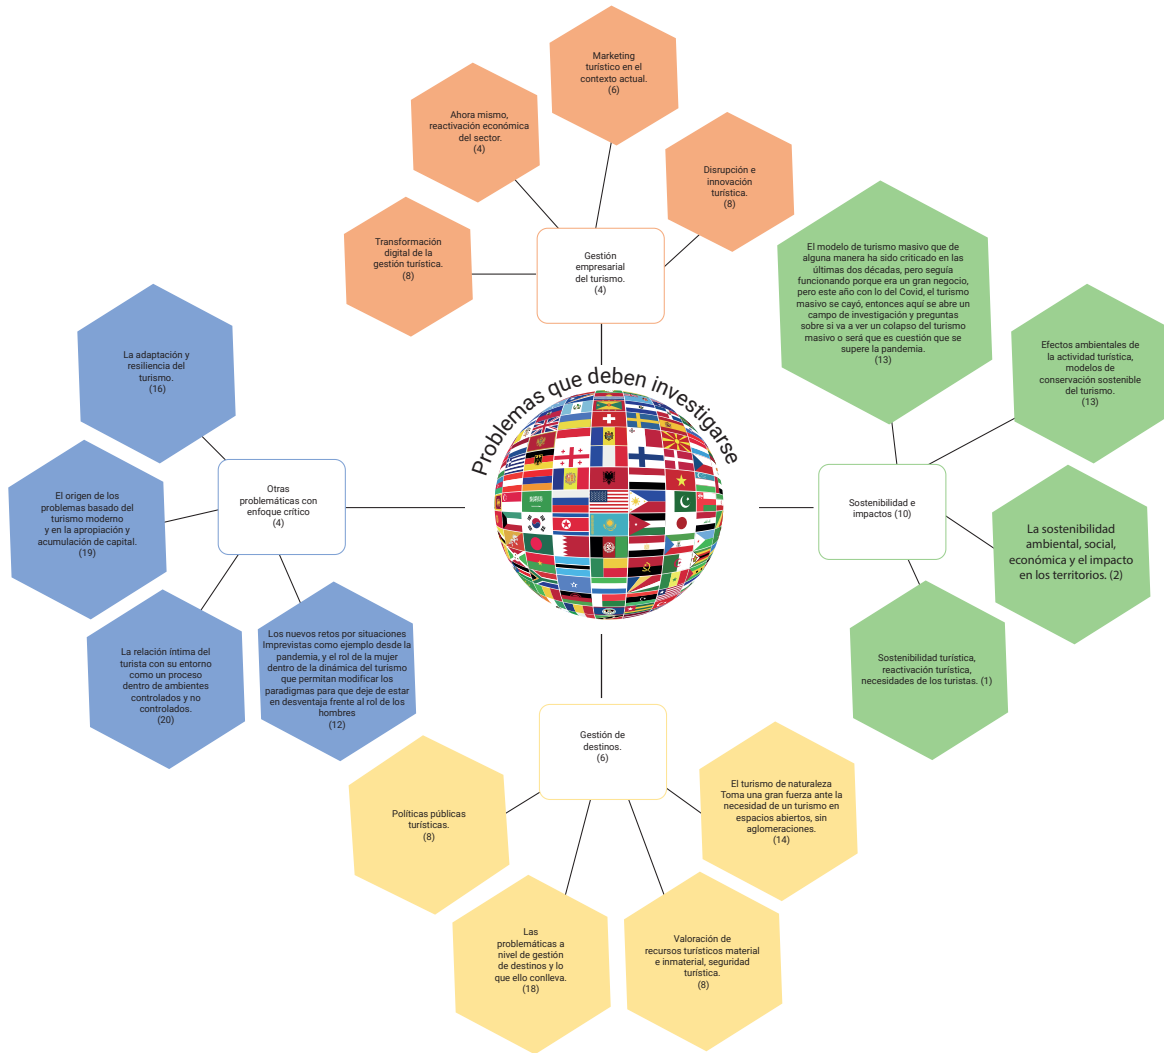 Marketing
turístico en el
contexto actual.
(6)
Ahora mismo,
reactivación económica
del sector.
(4)
Disrupción e
innovación
turística.
(8)
Transformación
digital de la
gestión turística.
(8)
Gestión
empresarial
del turismo.
(4)
El modelo de turismo masivo que de
alguna manera ha sido criticado en las
últimas dos décadas, pero seguía
funcionando porque era un gran negocio,
pero este año con lo del Covid, el turismo
masivo se cayó, entonces aquí se abre un
campo de investigación y preguntas
sobre si va a ver un colapso del turismo
masivo o será que es cuestión que se
supere la pandemia.
(13)
Efectos ambientales de
la actividad turística,
modelos de
conservación sostenible
del turismo.
(13)
La adaptación y
resiliencia del
turismo.
(16)
Problemas que deben investigarse
El origen de los
problemas basado del
turismo moderno
y en la apropiación y
acumulación de capital.
(19)
Otras
problemáticas con
enfoque crítico
(4)
Sostenibilidad e
impactos (10)
La sostenibilidad
ambiental, social,
económica y el impacto
en los territorios. (2)
La relación íntima del
turista con su entorno
como un proceso
dentro de ambientes
controlados y no
controlados.
(20)
Los nuevos retos por situaciones
Imprevistas como ejemplo desde la
pandemia, y el rol de la mujer
dentro de la dinámica del turismo
que permitan modificar los
paradigmas para que deje de estar
en desventaja frente al rol de los
hombres
(12)
Sostenibilidad turística,
reactivación turística,
necesidades de los turistas. (1)
Gestión de
destinos.
(6)
Políticas públicas
turísticas.
(8)
El turismo de naturaleza
Toma una gran fuerza ante la
necesidad de un turismo en
espacios abiertos, sin
aglomeraciones.
(14)
Las
problemáticas a
nivel de gestión
de destinos y lo
que ello conlleva.
(18)
Valoración de
recursos turísticos material
e inmaterial, seguridad
turística.
(8)